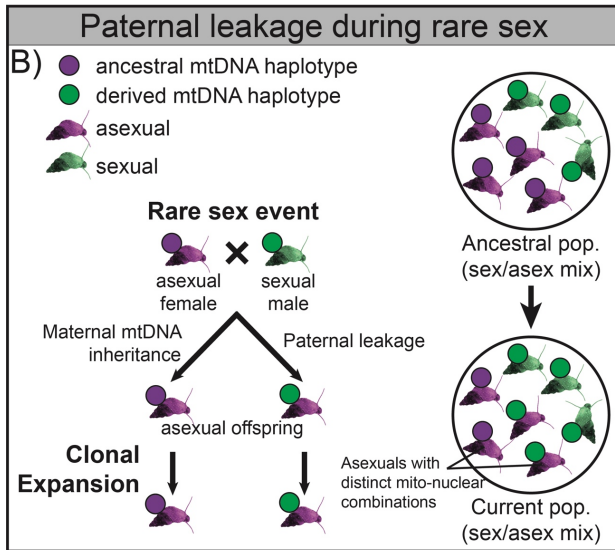 Paternal leakage during rare sex
B)
ancestral mtDNA haplotype
derived mtDNA haplotype
asexual
sexual
Rare sex event
asexual
female
sexual
male
Maternal mtDNA
inheritance
Paternal leakage
asexual offspring
Clonal
Expansion
Ancestral pop.
(sex/asex mix)
Asexuals with
distinct mito-nuclear
combinations
Current pop.
(sex/asex mix)